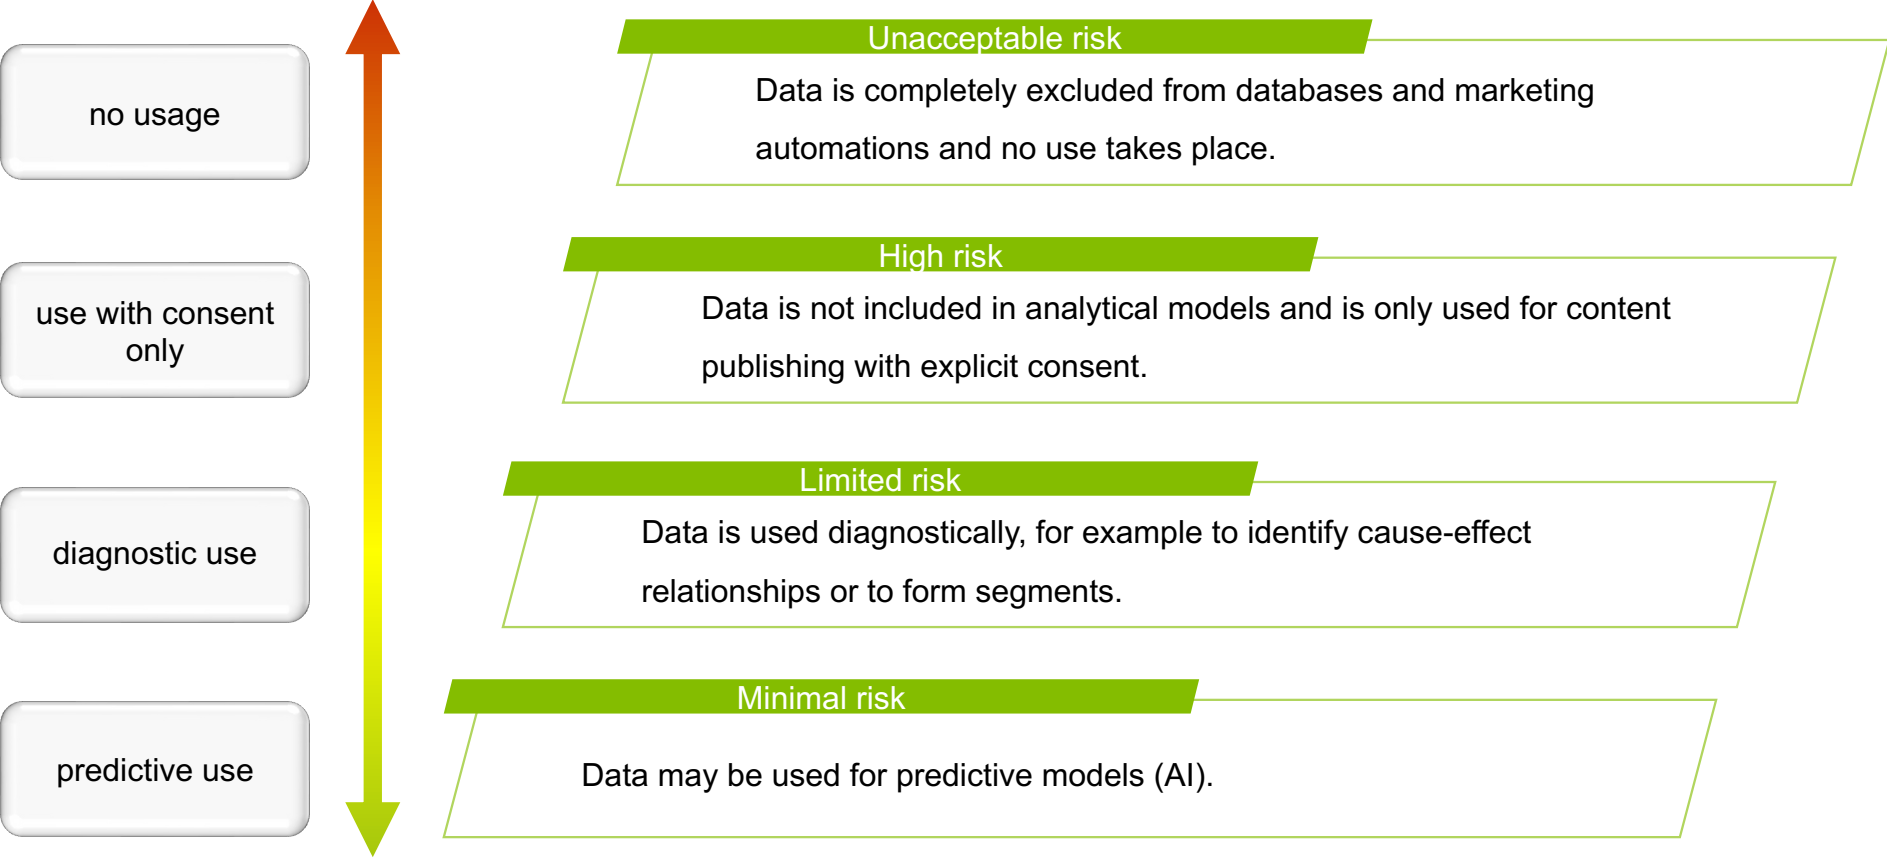 Unacceptable risk
no usage
Data is completely excluded from databases and marketing
automations and no use takes place.
High risk
use with consent
only
Data is not included in analytical models and is only used for content
publishing with explicit consent.
Limited risk
diagnostic use
Data is used diagnostically, for example to identify cause-effect
relationships or to form segments.
Minimal risk
predictive use
Data may be used for predictive models (AI).